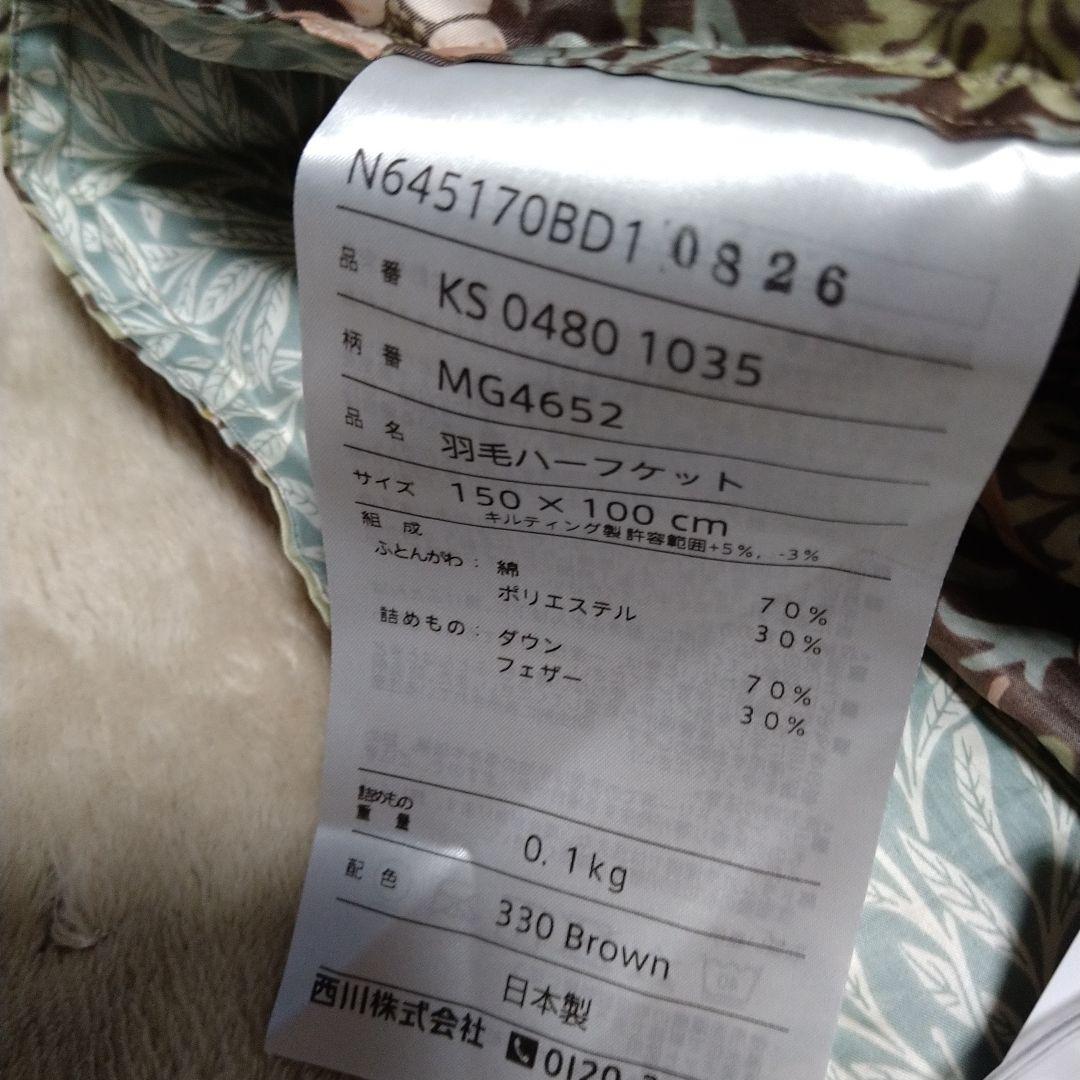 N645170BD1 0826
品番 KS 0480 1035
柄番 MG4652
品名 羽毛ハーフケット
サイズ 150 × 100 cm
キルティング製 許容範囲+5%, -3%
組成
ふとんがわ: 綿 70%
ポリエステル 30%
詰めもの: ダウン 70%
フェザー 30%
詰めもの
重量 0.1kg
配色 330 Brown
日本製
西川株式会社 0120-